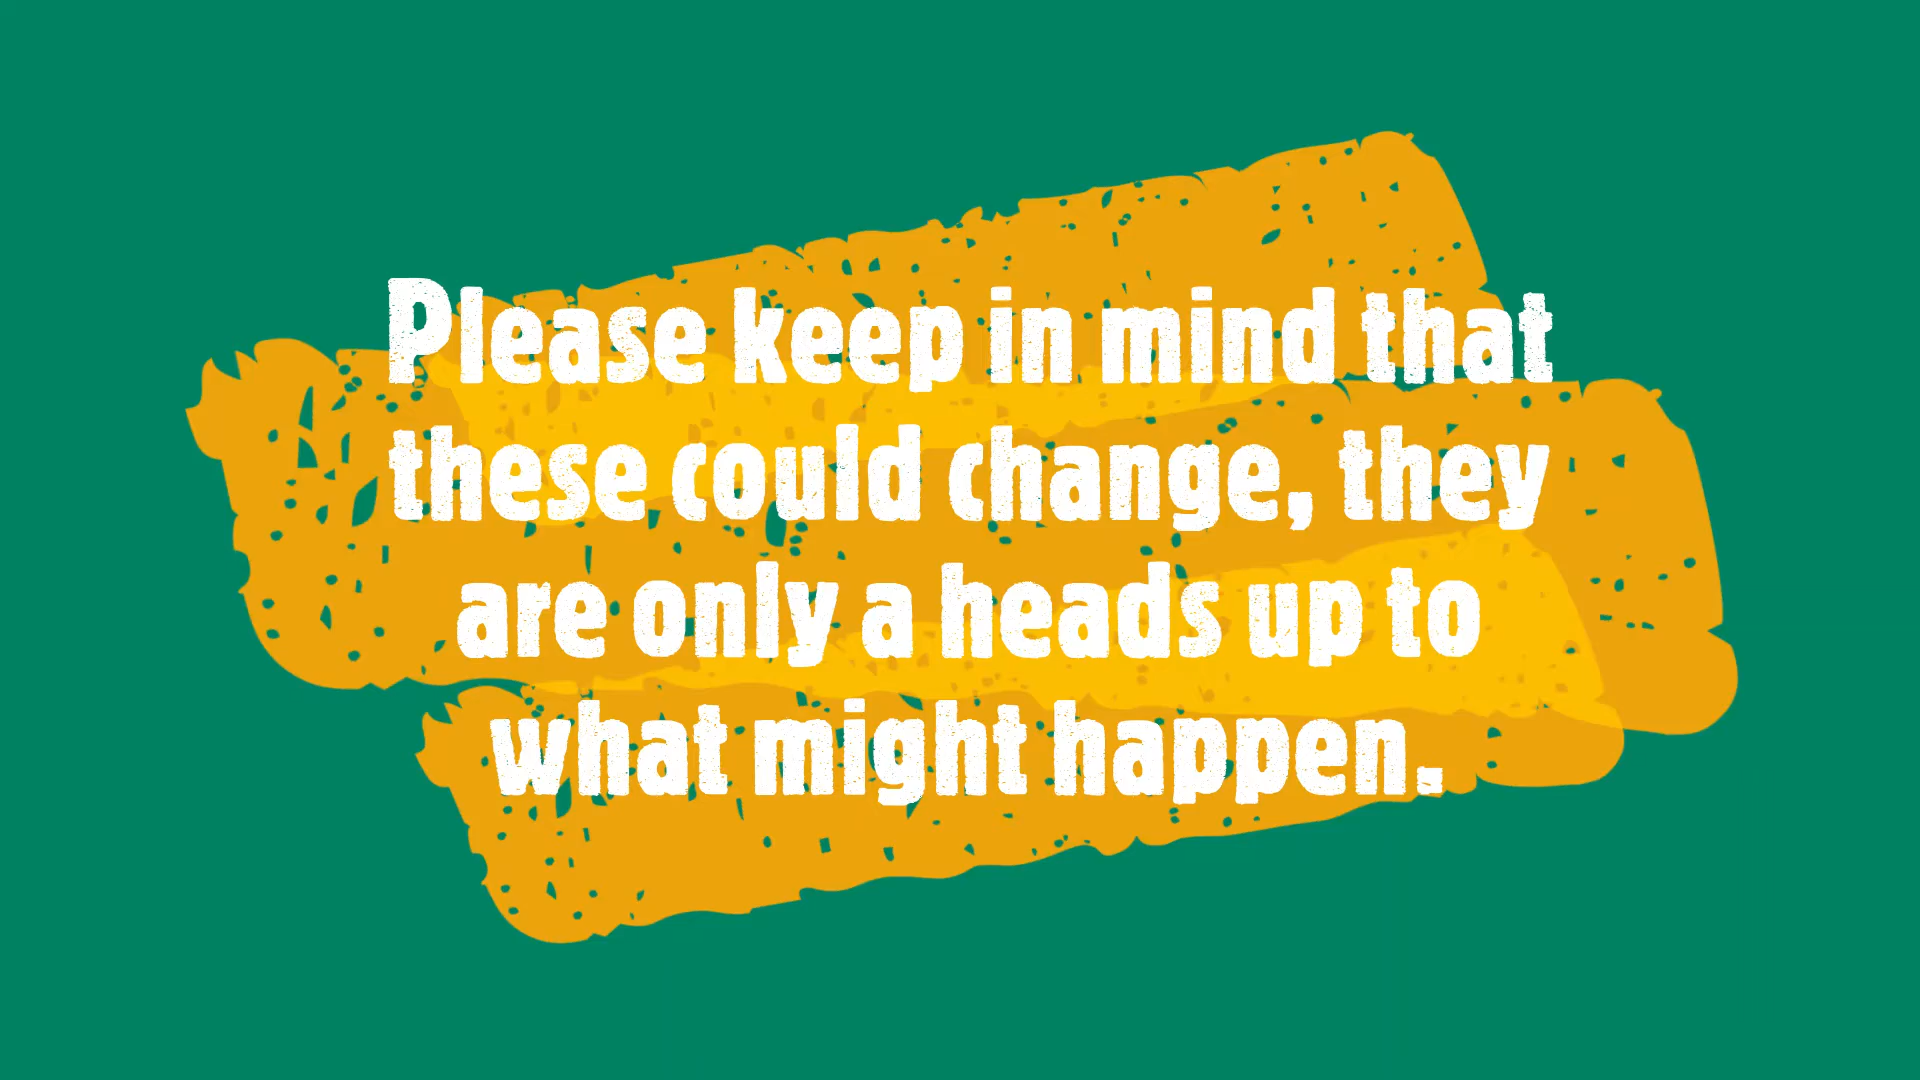 Please keep in mind that
these could change, they
are only a heads up to
what might happen.